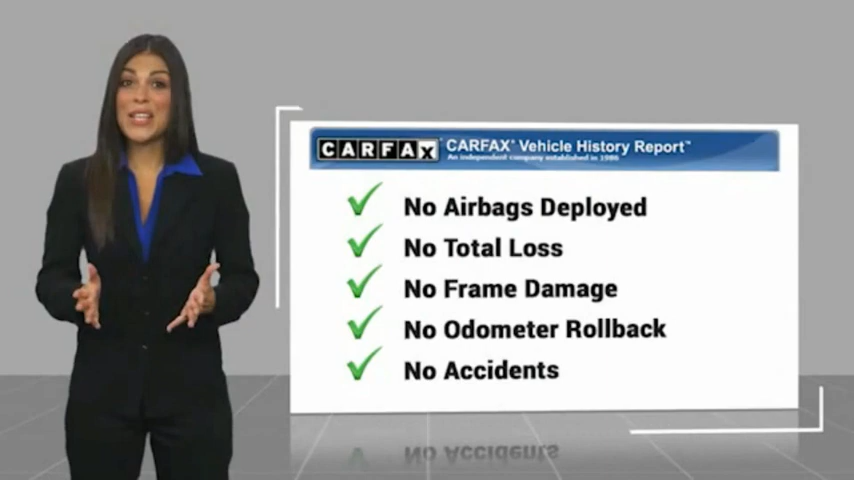 CARFAX® CARFAX® Vehicle History Report™
An independent company established in 1986
No Airbags Deployed
No Total Loss
No Frame Damage
No Odometer Rollback
No Accidents
No Accidents